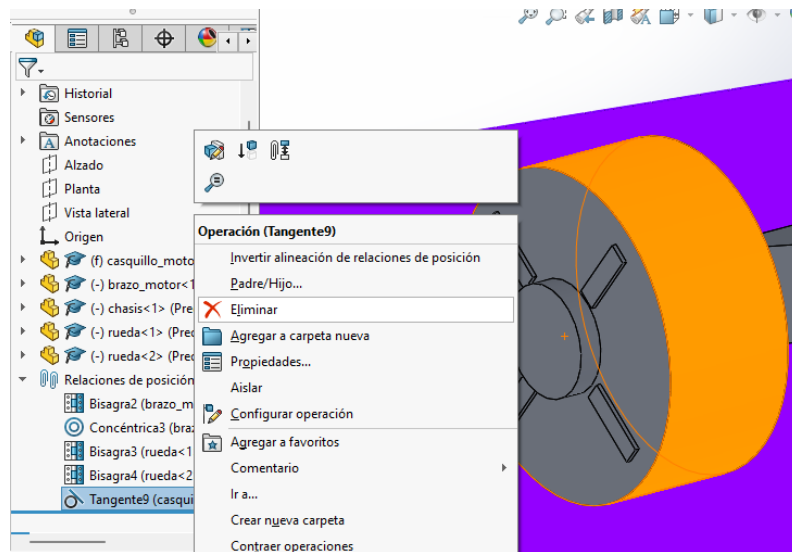 Historial
Sensores
Anotaciones
Alzado
Planta
Vista lateral
Origen
(f) casquillo_moto
(-) brazo_motor<1
(-) chasis<1> (Pre
(-) rueda<1> (Pre
(-) rueda<2> (Pre
Relaciones de posición
Bisagra2 (brazo_m
Concéntrica3 (bra
Bisagra3 (rueda<1
Bisagra4 (rueda<2
Tangente9 (casqui
Operación (Tangente9)
Invertir alineación de relaciones de posición
Padre/Hijo...
Eliminar
Agregar a carpeta nueva
Propiedades...
Aislar
Configurar operación
Agregar a favoritos
Comentario
Ir a...
Crear nueva carpeta
Contraer operaciones